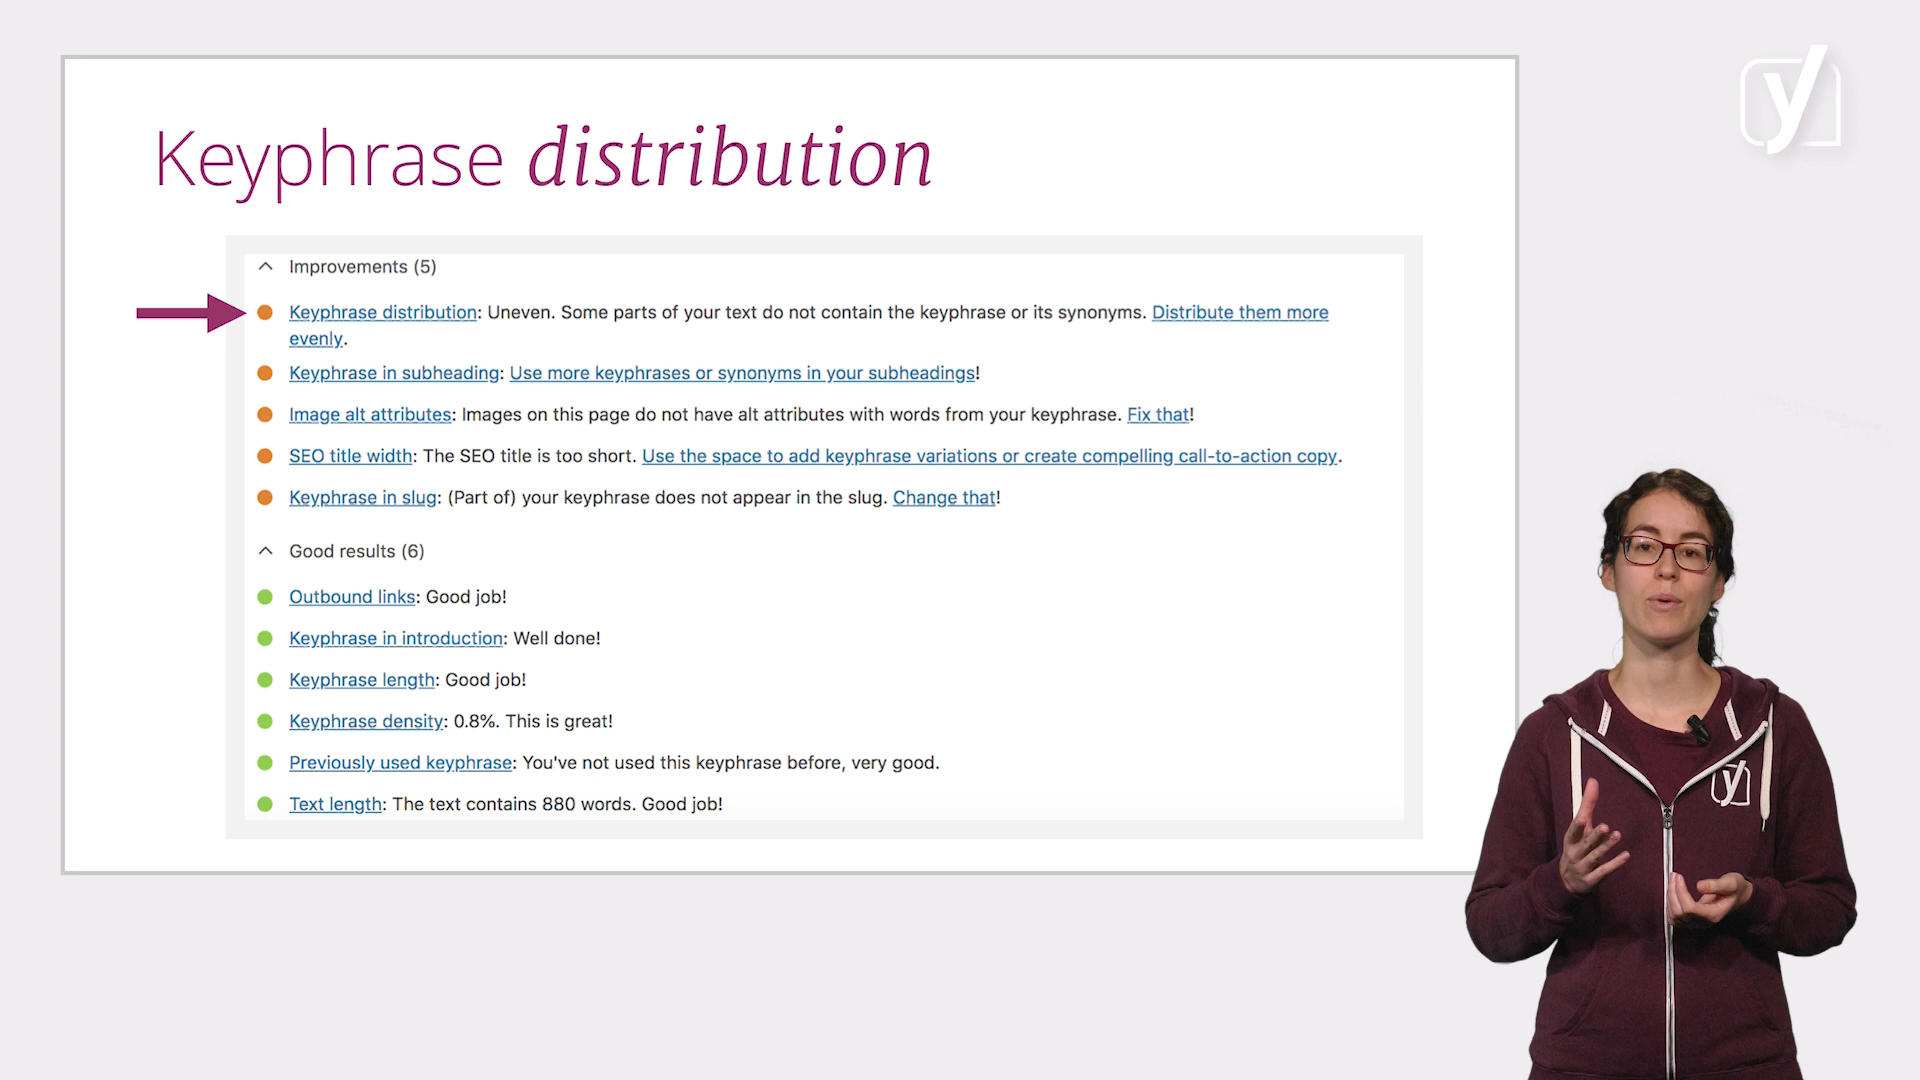 Keyphrase distribution
Improvements (5)
Keyphrase distribution: Uneven. Some parts of your text do not contain the keyphrase or its synonyms. Distribute them more
evenly.
Keyphrase in subheading: Use more keyphrases or synonyms in your subheadings!
Image alt attributes: Images on this page do not have alt attributes with words from your keyphrase. Fix that!
SEO title width: The SEO title is too short. Use the space to add keyphrase variations or create compelling call-to-action copy.
Keyphrase in slug: (Part of) your keyphrase does not appear in the slug. Change that!
Good results (6)
Outbound links: Good job!
Keyphrase in introduction: Well done!
Keyphrase length: Good job!
Keyphrase density: 0.8%. This is great!
Previously used keyphrase: You've not used this keyphrase before, very good.
Text length: The text contains 880 words. Good job!
y
y